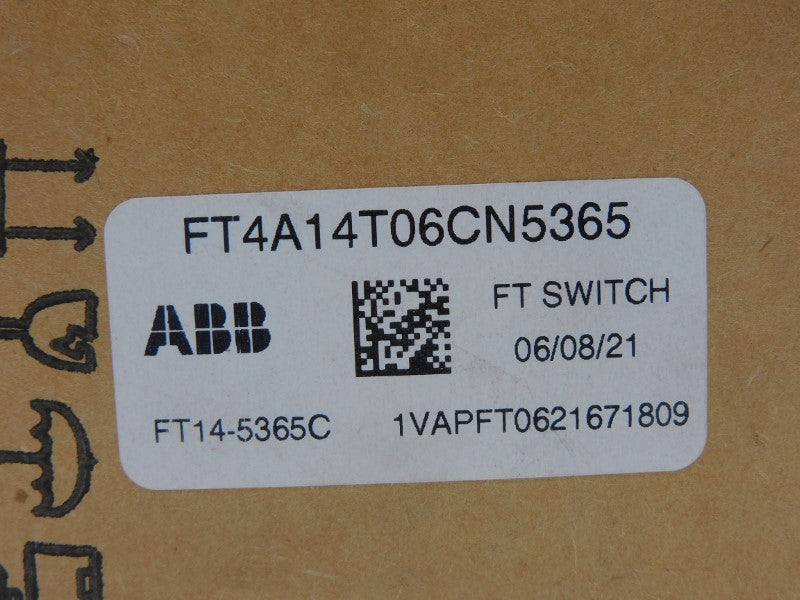 FT4A14T06CN5365
ABB
FT SWITCH
06/08/21
FT14-5365C
1VAPFT0621671809